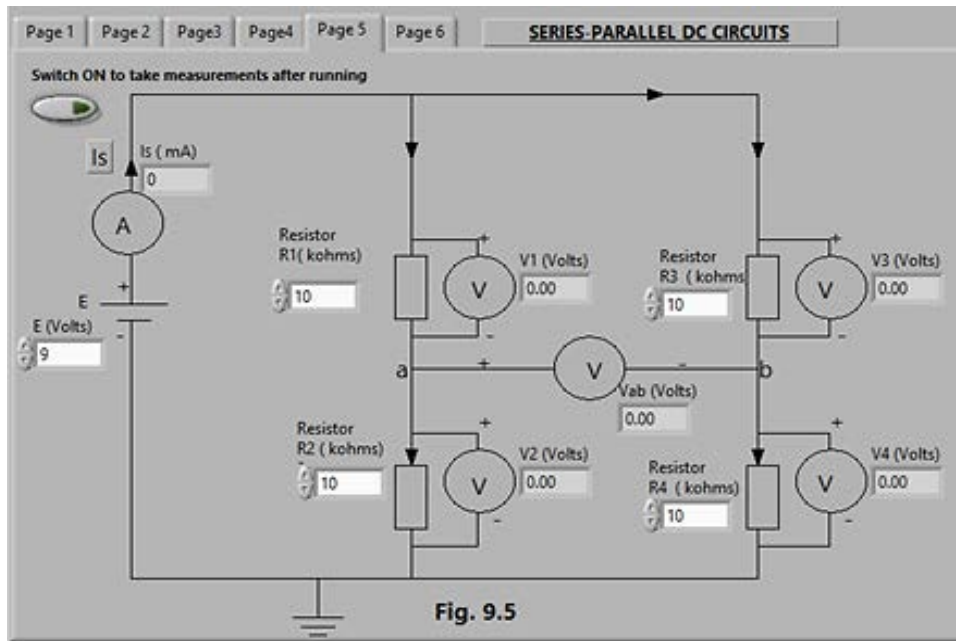 Page 1 Page 2 Page3 Page4 Page 5 Page 6 SERIES-PARALLEL DC CIRCUITS
Switch ON to take measurements after running
Is
Is ( mA)
0
A
+
E
E (Volts)
-
9
Resistor
R1( kohms)
10
+
V
-
V1 (Volts)
0.00
Resistor
R3 ( kohms
10
+
V
-
V3 (Volts)
0.00
a + V - b
Vab (Volts)
0.00
Resistor
R2 ( kohms)
10
+
V
-
V2 (Volts)
0.00
Resistor
R4 ( kohms)
10
+
V
-
V4 (Volts)
0.00
Fig. 9.5